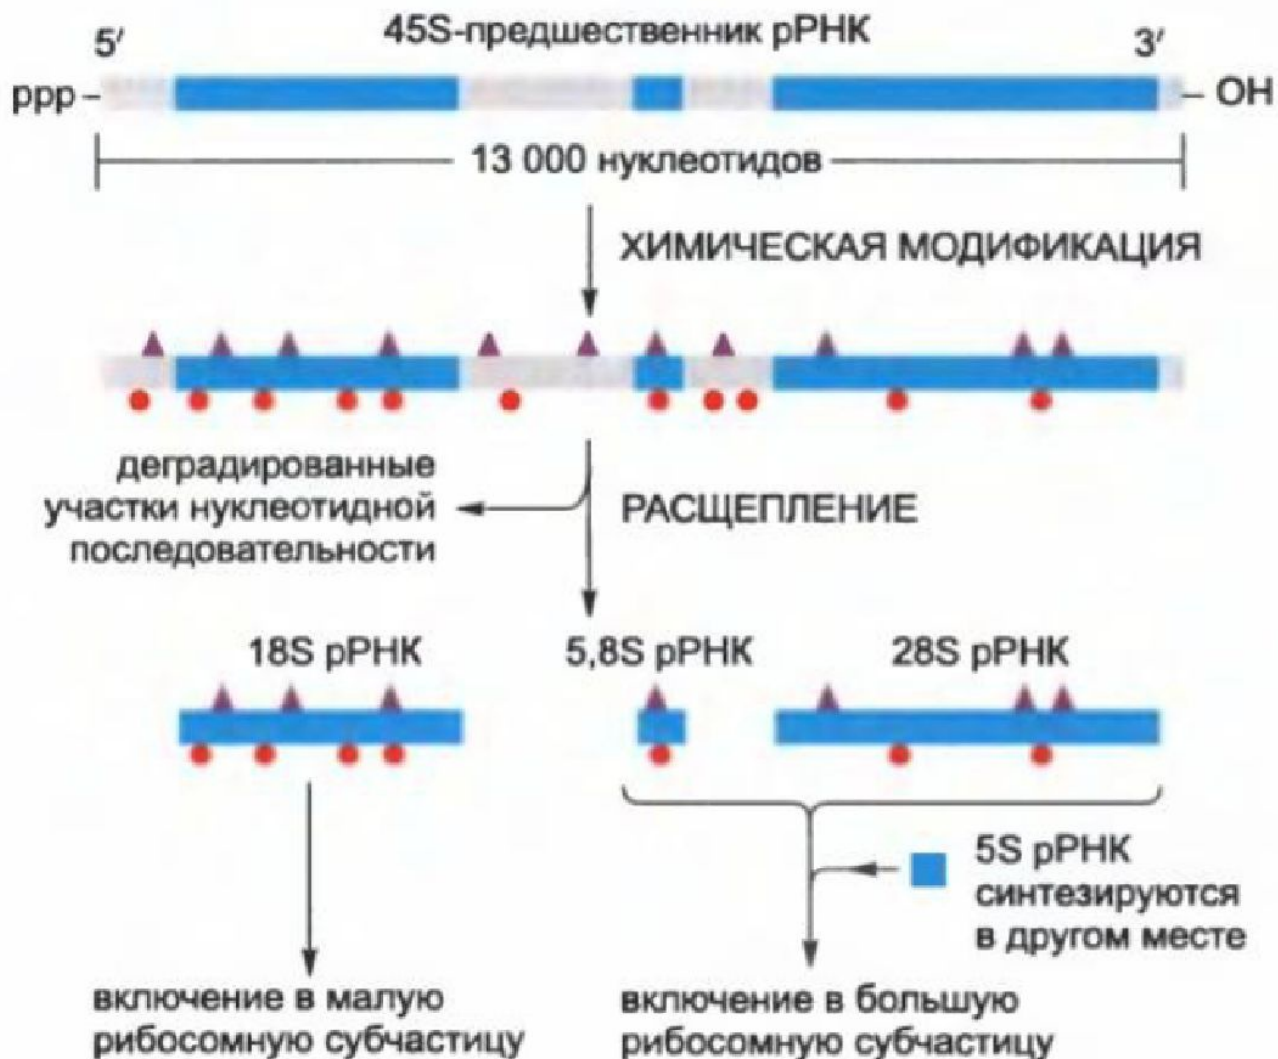 45S-предшественник рРНК
5′
3′
ppp
OH
13 000 нуклеотидов
ХИМИЧЕСКАЯ МОДИФИКАЦИЯ
деградированные
участки нуклеотидной
последовательности
РАСЩЕПЛЕНИЕ
18S рРНК
5,8S рРНК
28S рРНК
5S рРНК
синтезируются
в другом месте
включение в малую
рибосомную субчастицу
включение в большую
рибосомную субчастицу